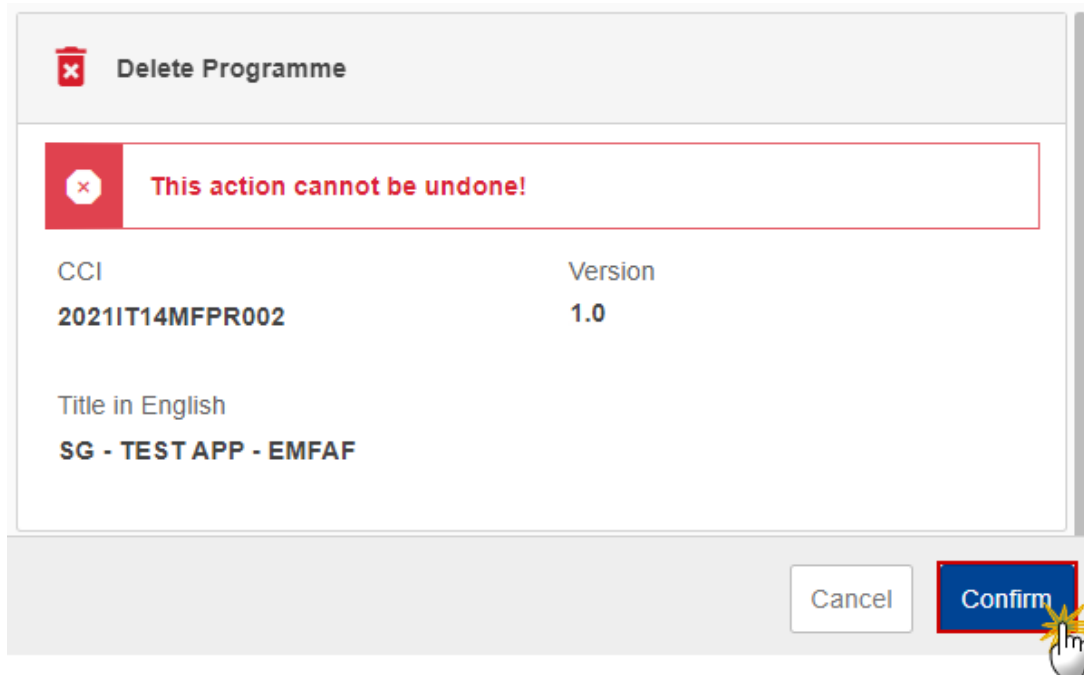 Delete Programme
This action cannot be undone!
CCI
Version
2021IT14MFPR002
1.0
Title in English
SG - TEST APP - EMFAF
Cancel
Confirm